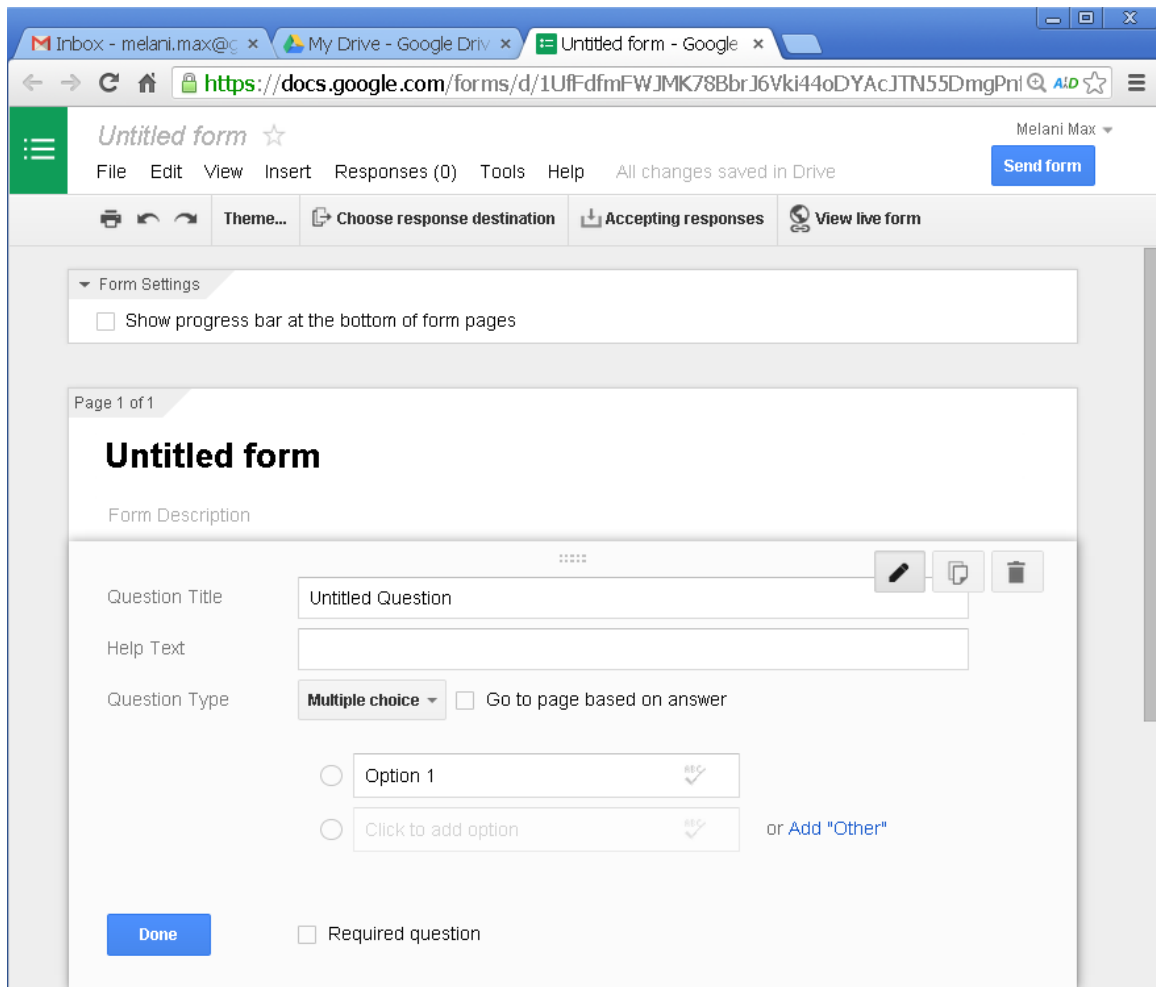 Inbox - melani.max@g
My Drive - Google Driv
Untitled form - Google
https://docs.google.com/forms/d/1UfFdfmFWJMK78BbrJ6Vki44oDYAcJTN55DmgPnI
Untitled form
Melani Max
File Edit View Insert Responses (0) Tools Help All changes saved in Drive
Send form
Theme... Choose response destination Accepting responses View live form
Form Settings
Show progress bar at the bottom of form pages
Page 1 of 1
Untitled form
Form Description
Question Title Untitled Question
Help Text
Question Type Multiple choice Go to page based on answer
Option 1
Click to add option or Add "Other"
Done Required question